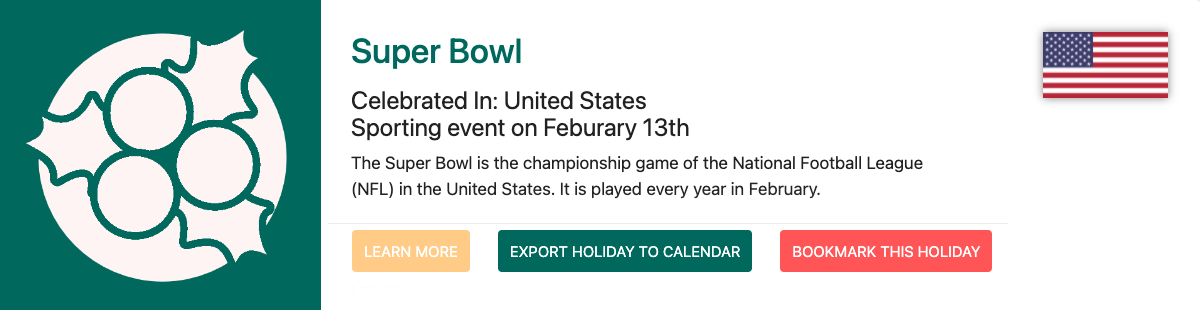 Super Bowl
Celebrated In: United States
Sporting event on Feburary 13th
The Super Bowl is the championship game of the National Football League
(NFL) in the United States. It is played every year in February.
LEARN MORE
EXPORT HOLIDAY TO CALENDAR
BOOKMARK THIS HOLIDAY